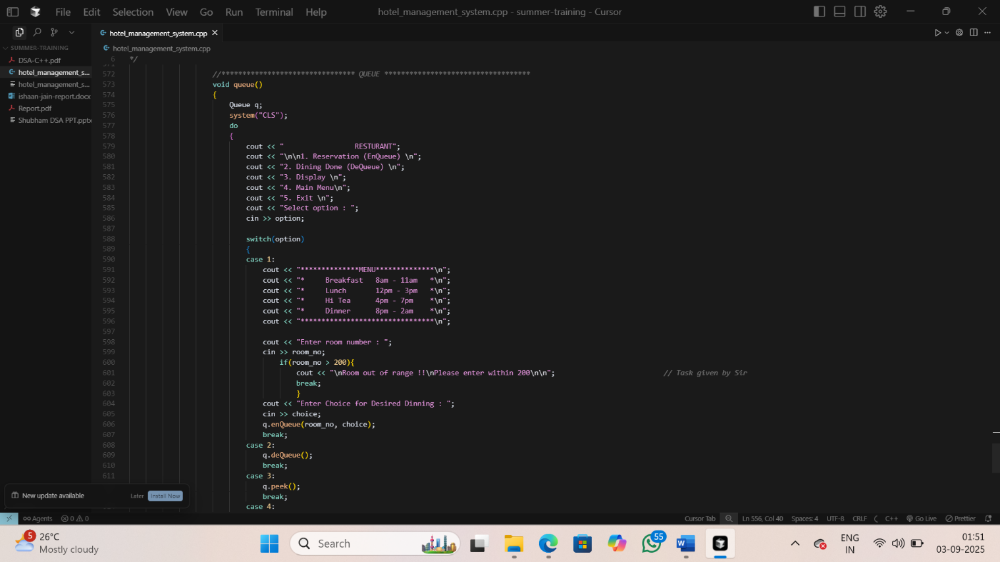 File Edit Selection View Go Run Terminal Help
hotel_management_system.cpp - summer-training - Cursor
hotel_management_system.cpp
SUMMER-TRAINING
DSA-C++.pdf
hotel_management_s...
hotel_management_s...
ishaan-jain-report.docx
Report.pdf
Shubham DSA PPT.pptx
hotel_management_system.cpp
6 */
571
572 //******************************** QUEUE ***********************************
573 void queue()
574 {
575 Queue q;
576 system("CLS");
577 do
578 {
579 cout << "                 RESTURANT";
580 cout << "\n\n1. Reservation (EnQueue) \n";
581 cout << "2. Dining Done (DeQueue) \n";
582 cout << "3. Display \n";
583 cout << "4. Main Menu\n";
584 cout << "5. Exit \n";
585 cout << "Select option : ";
586 cin >> option;
587
588 switch(option)
589 {
590 case 1:
591 cout << "**************MENU**************\n";
592 cout << "*     Breakfast   8am - 11am   *\n";
593 cout << "*     Lunch       12pm - 3pm   *\n";
594 cout << "*     Hi Tea      4pm - 7pm    *\n";
595 cout << "*     Dinner      8pm - 2am    *\n";
596 cout << "********************************\n";
597
598 cout << "Enter room number : ";
599 cin >> room_no;
600 if(room_no > 200){
601 cout << "\nRoom out of range !!\nPlease enter within 200\n\n"; // Task given by Sir
602 break;
603 }
604 cout << "Enter Choice for Desired Dinning : ";
605 cin >> choice;
606 q.enQueue(room_no, choice);
607 break;
608 case 2:
609 q.deQueue();
610 break;
611 case 3:
q.peek();
break;
case 4:
New update available Later Install Now
Agents 0 0
Cursor Tab Ln 556, Col 40 Spaces: 4 UTF-8 CRLF C++ Go Live Prettier
5
26°C
Mostly cloudy
Search
55
ENG
IN
01:51
03-09-2025